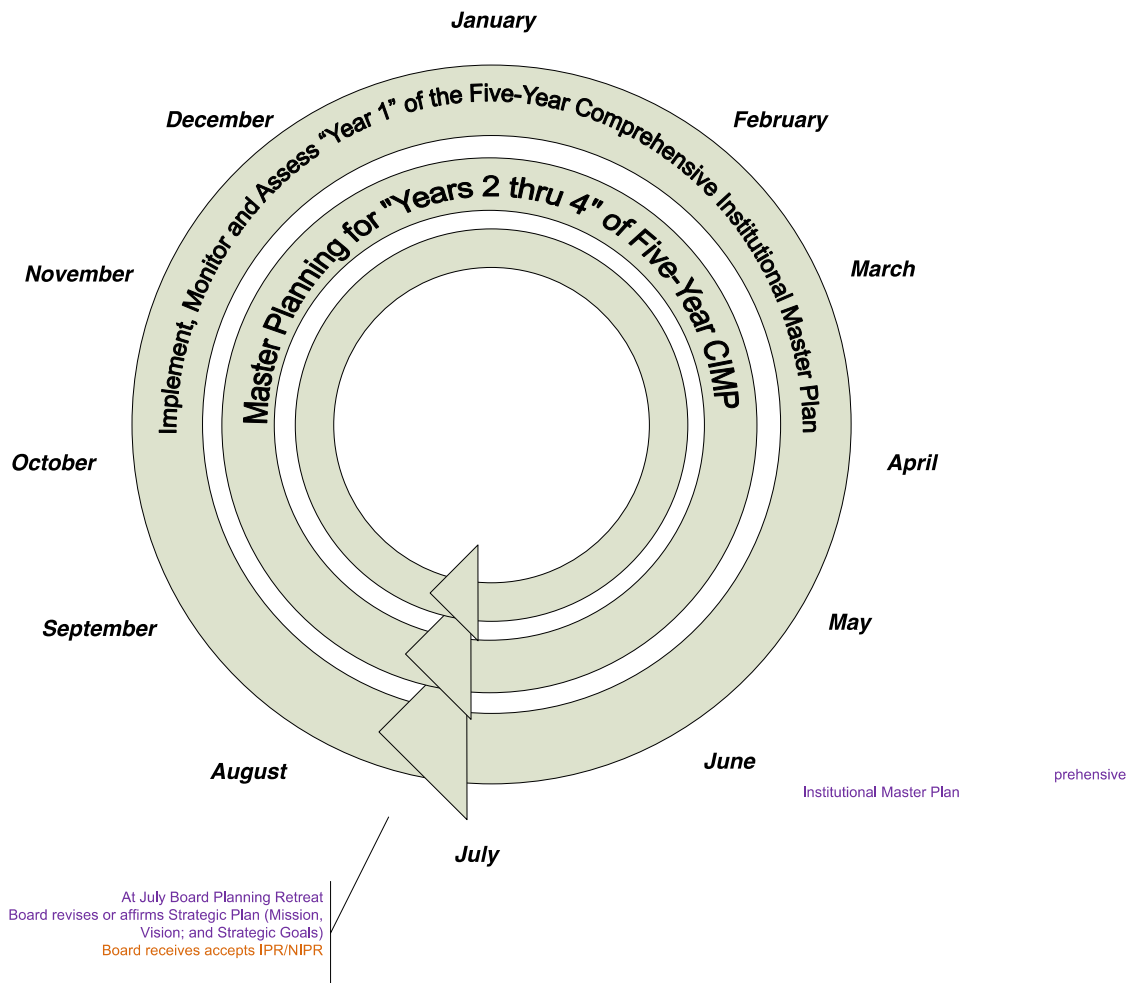 January
December
February
Implement, Monitor and Assess “Year 1” of the Five-Year Comprehensive Institutional Master Plan
Master Planning for "Years 2 thru 4" of Five-Year CIMP
November
March
October
April
September
May
August
June
prehensive
Institutional Master Plan
July
At July Board Planning Retreat
Board revises or affirms Strategic Plan (Mission,
Vision; and Strategic Goals)
Board receives accepts IPR/NIPR